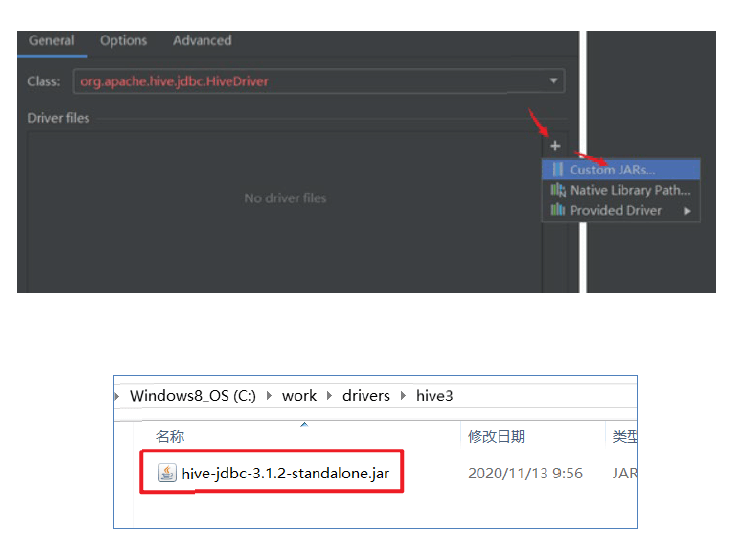 General Options Advanced
Class: org.apache.hive.jdbc.HiveDriver
Driver files
No driver files
Custom JARs...
Native Library Path...
Provided Driver
Windows8_OS (C:) work drivers hive3
名称 修改日期 类型
hive-jdbc-3.1.2-standalone.jar 2020/11/13 9:56 JAR